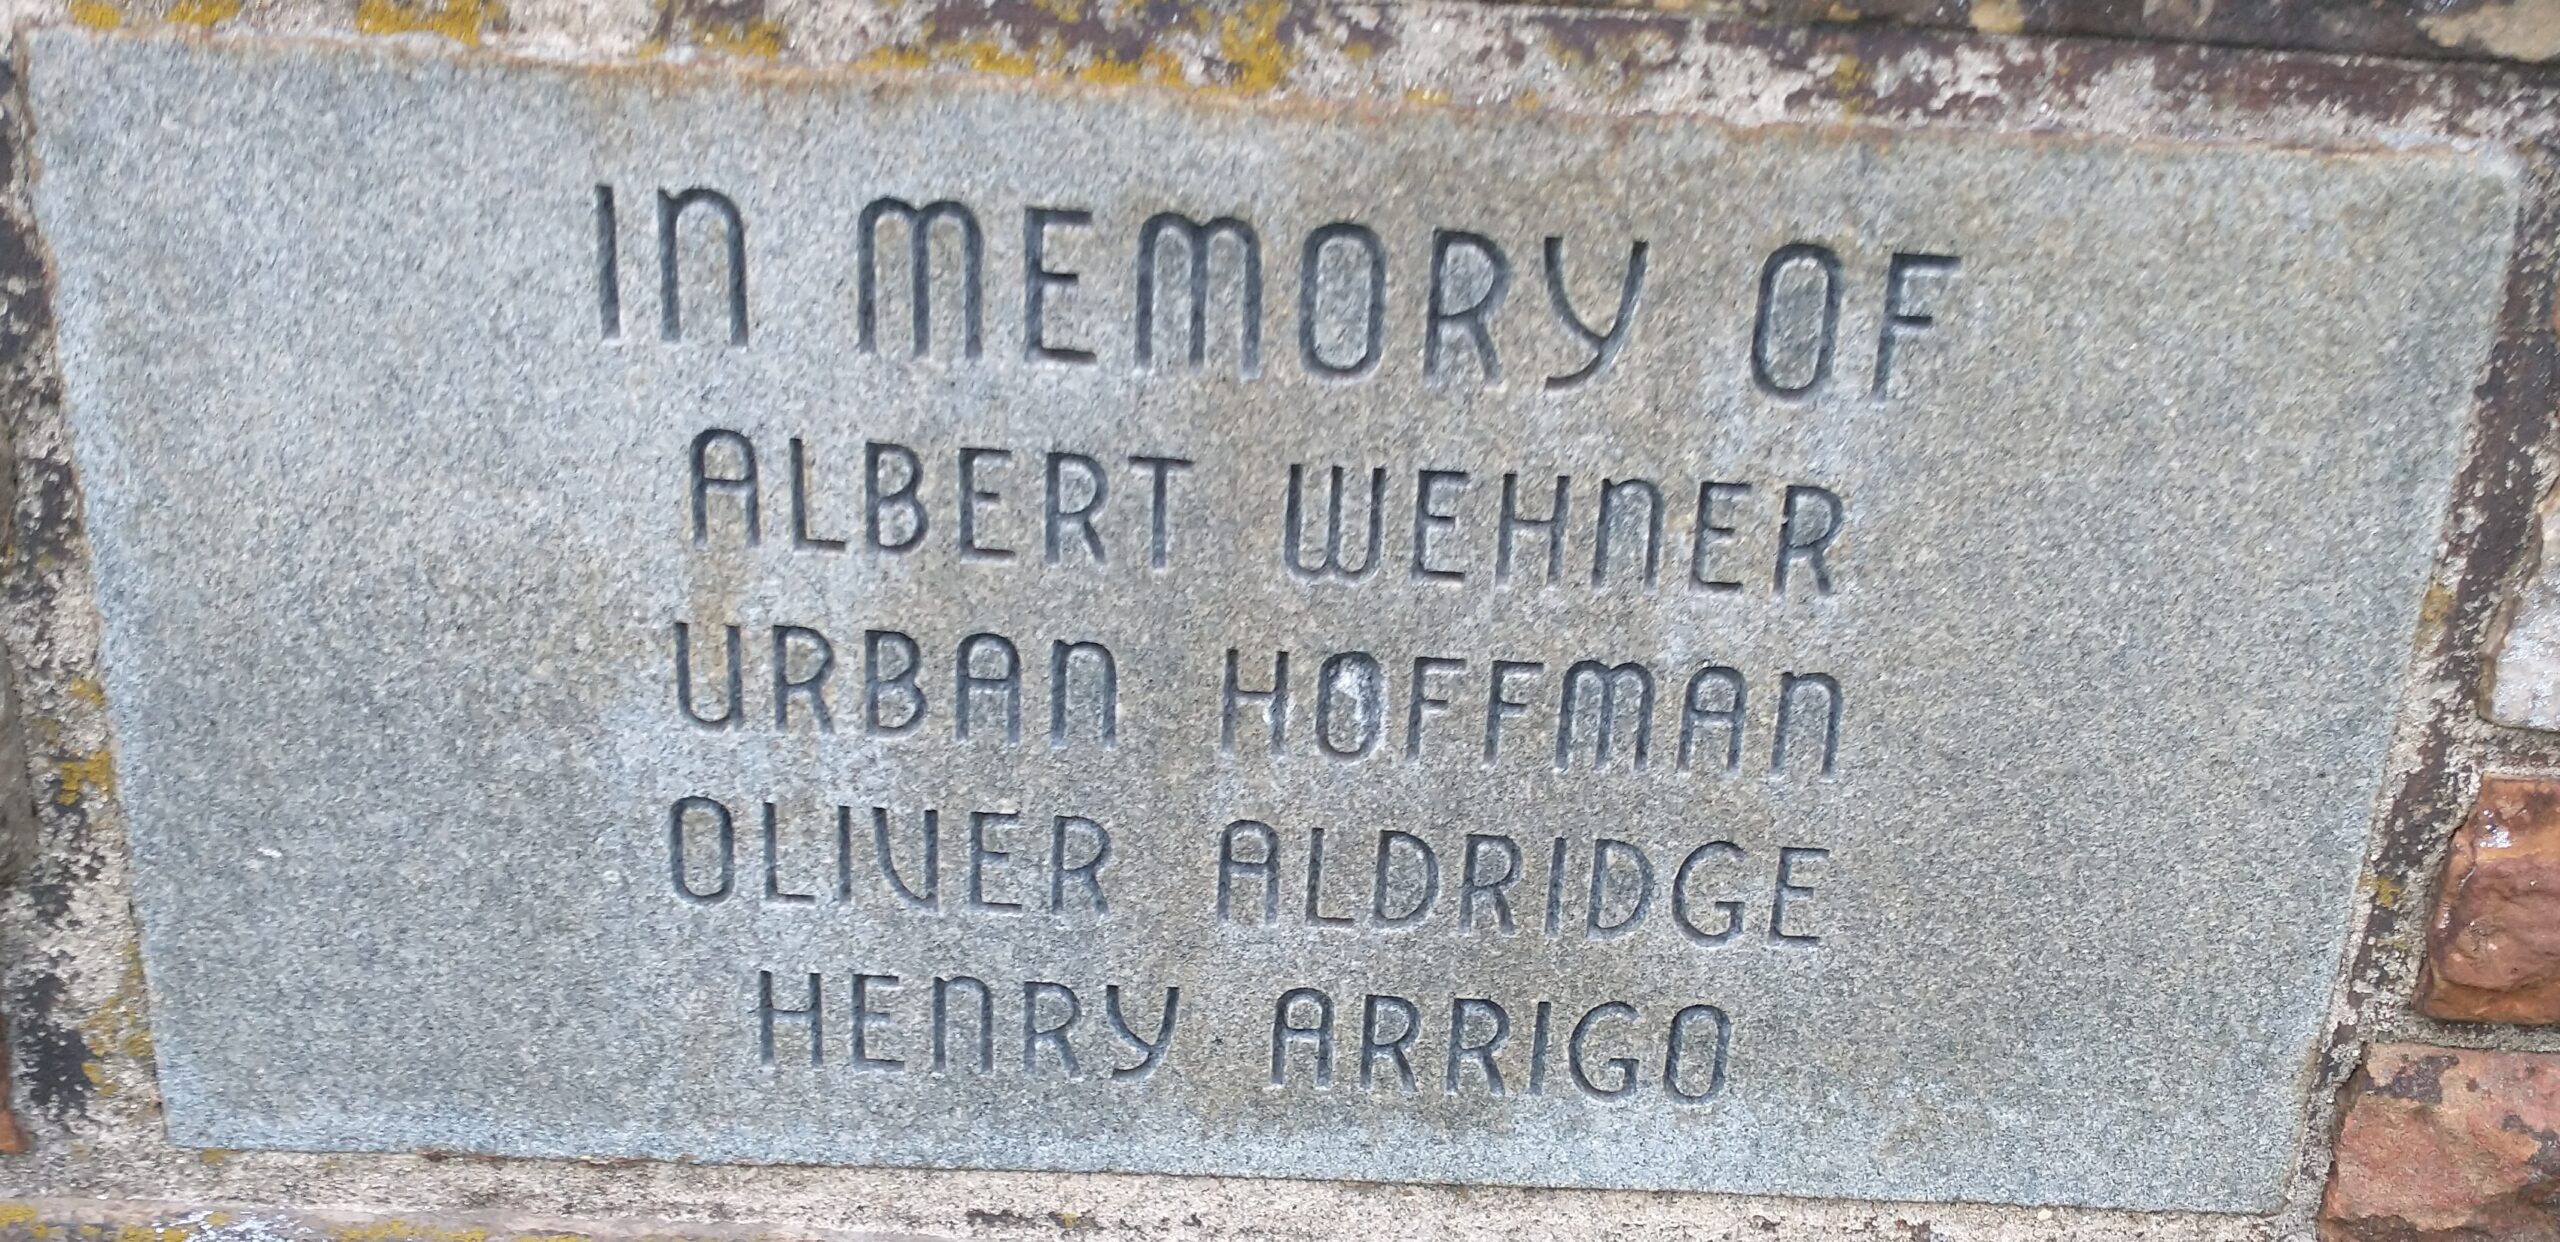 IN MEMORY OF
ALBERT WEHNER
URBAN HOFFMAN
OLIVER ALDRIDGE
HENRY ARRIGO